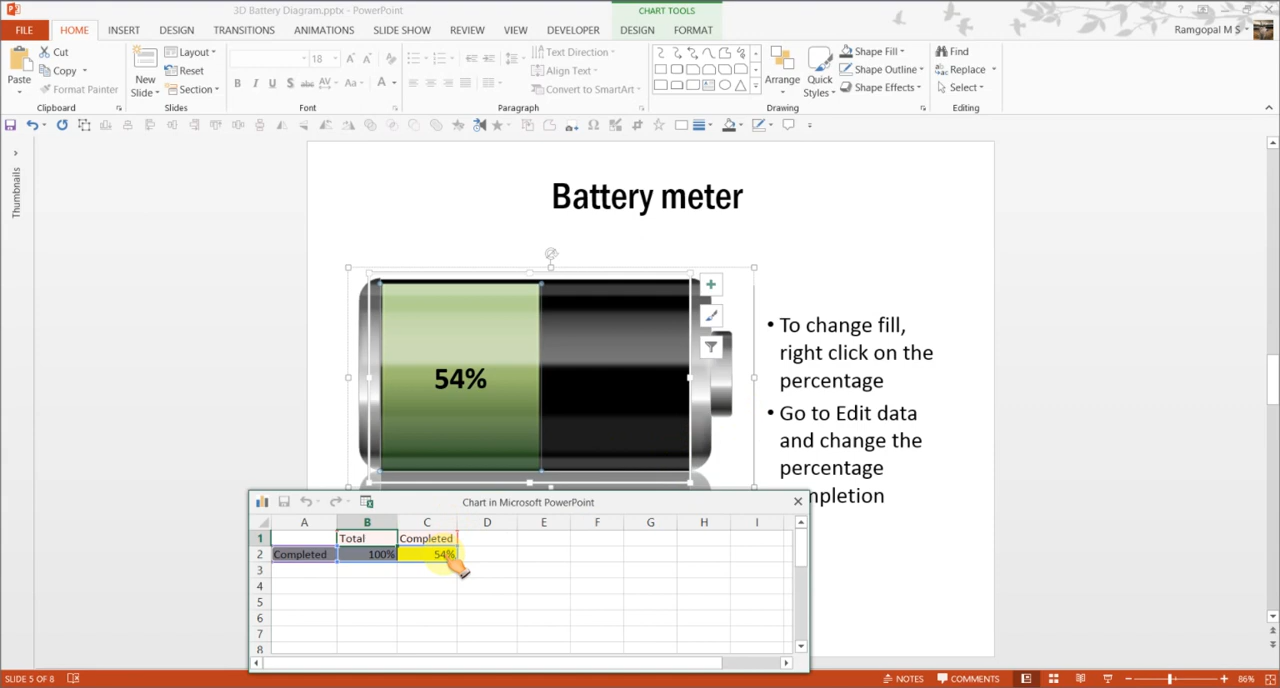 3D Battery Diagram.pptx - PowerPoint
CHART TOOLS
FILE HOME INSERT DESIGN TRANSITIONS ANIMATIONS SLIDE SHOW REVIEW VIEW DEVELOPER DESIGN FORMAT
Ramgopal M S
Paste
Cut
Copy
Format Painter
Clipboard
New
Slide
Layout
Reset
Section
Slides
18
Font
Text Direction
Align Text
Convert to SmartArt
Paragraph
Arrange
Quick
Styles
Shape Fill
Shape Outline
Shape Effects
Drawing
Find
Replace
Select
Editing
Thumbnails
Battery meter
54%
• To change fill,
right click on the
percentage
• Go to Edit data
and change the
percentage
mpletion
Chart in Microsoft PowerPoint
A B C D E F G H I
1 Total Completed
2 Completed 100% 54%
3
4
5
6
7
8
SLIDE 5 OF 8
NOTES
COMMENTS
86%